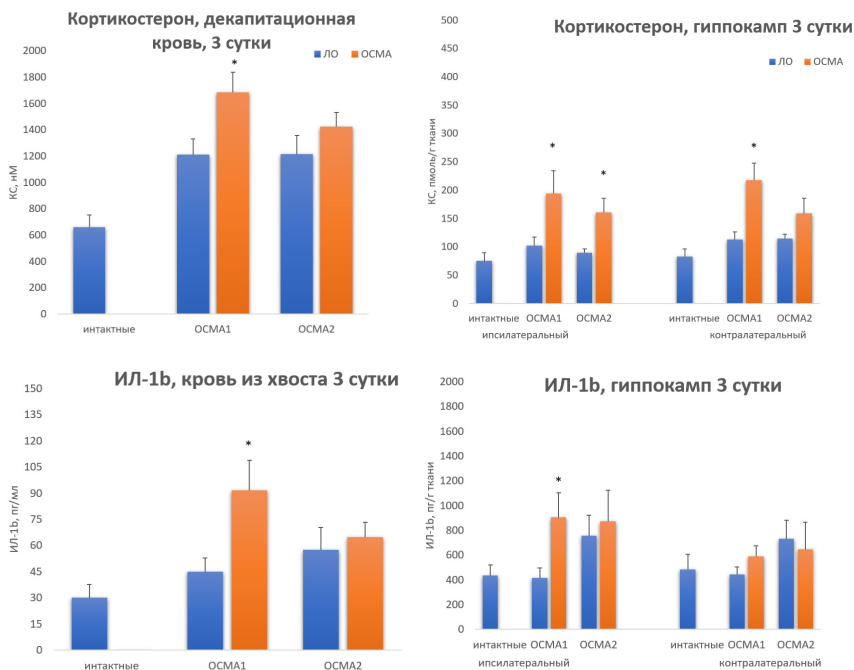 Кортикостерон, декапитационная
кровь, 3 сутки
ЛО ОСМА
КС, нМ
2000
1800
1600
1400
1200
1000
800
600
400
200
0
*
интактные ОСМА1 ОСМА2
Кортикостерон, гиппокамп 3 сутки
ЛО ОСМА
КС, пмоль/г ткани
500
450
400
350
300
250
200
150
100
50
0
* * *
интактные ОСМА1 ОСМА2 интактные ОСМА1 ОСМА2
ипсилатеральный контралатеральный
ИЛ-1b, кровь из хвоста 3 сутки
ИЛ-1b, пг/мл
150
135
120
105
90
75
60
45
30
15
0
*
интактные ОСМА1 ОСМА2
ИЛ-1b, гиппокамп 3 сутки
ИЛ-1b, пг/г ткани
2000
1800
1600
1400
1200
1000
800
600
400
200
0
*
интактные ОСМА1 ОСМА2 интактные ОСМА1 ОСМА2
ипсилатеральный контралатеральный